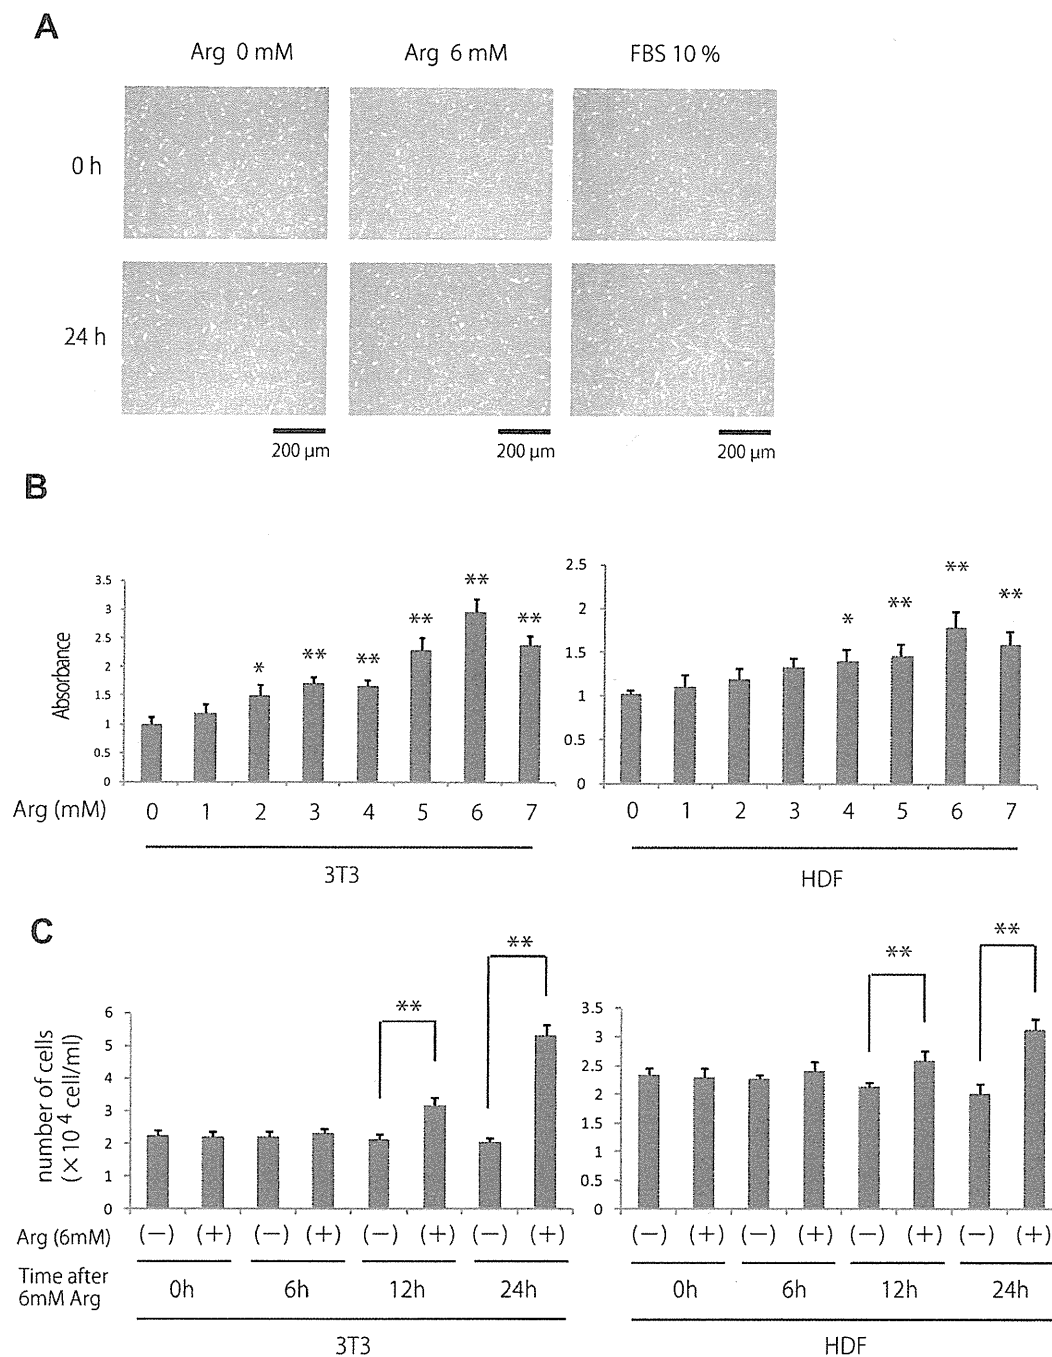 A
Arg 0 mM Arg 6 mM FBS 10 %
0 h
24 h
200 μm 200 μm 200 μm
B
Absorbance
3.5
3
2.5
2
1.5
1
0.5
0
* ** ** ** ** **
2.5
2
1.5
1
0.5
0
* ** ** **
Arg (mM) 0 1 2 3 4 5 6 7 0 1 2 3 4 5 6 7
3T3 HDF
C
number of cells
(×10⁴ cell/ml)
6
5
4
3
2
1
0
** **
3.5
3
2.5
2
1.5
1
0.5
0
** **
Arg (6mM) (−) (+) (−) (+) (−) (+) (−) (+) (−) (+) (−) (+) (−) (+) (−) (+)
Time after
6mM Arg
0h 6h 12h 24h 0h 6h 12h 24h
3T3 HDF